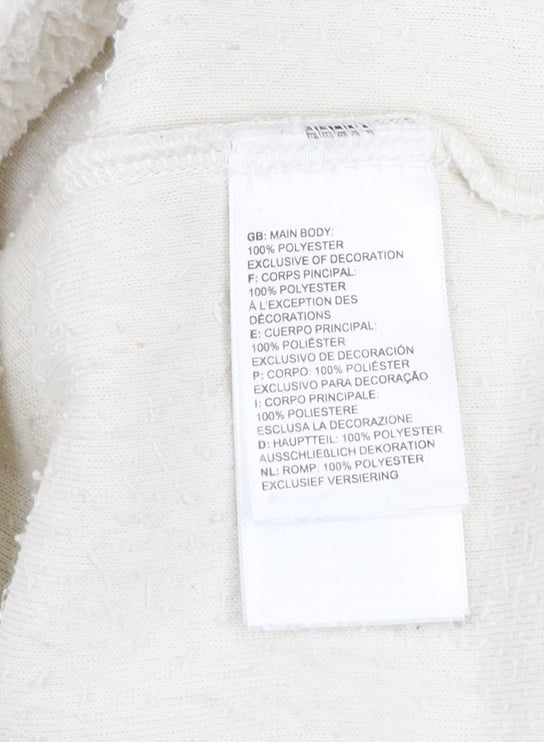 GB: MAIN BODY:
100% POLYESTER
EXCLUSIVE OF DECORATION
F: CORPS PINCIPAL:
100% POLYESTER
À L'EXCEPTION DES
DÉCORATIONS
E: CUERPO PRINCIPAL:
100% POLIÉSTER
EXCLUSIVO DE DECORACIÓN
P: CORPO: 100% POLIÉSTER
EXCLUSIVO PARA DECORAÇÃO
I: CORPO PRINCIPALE:
100% POLIESTERE
ESCLUSA LA DECORAZIONE
D: HAUPTTEIL: 100% POLYESTER
AUSSCHLIEßLICH DEKORATION
NL: ROMP: 100% POLYESTER
EXCLUSIEF VERSIERING